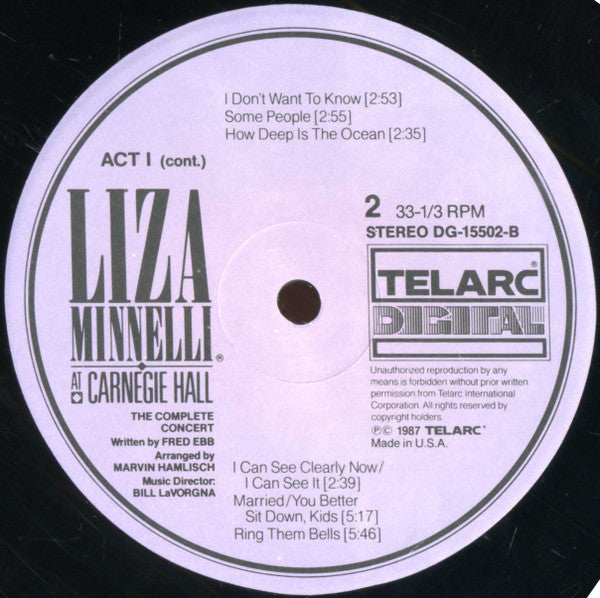 I Don't Want To Know [2:53]
Some People [2:55]
How Deep Is The Ocean [2:35]
ACT I (cont.)
LIZA
MINNELLI®
AT CARNEGIE HALL
THE COMPLETE
CONCERT
Written by FRED EBB
Arranged by
MARVIN HAMLISCH
Music Director:
BILL LaVORGNA
2 33-1/3 RPM
STEREO DG-15502-B
TELARC®
DIGITAL
Unauthorized reproduction by any
means is forbidden without prior written
permission from Telarc International
Corporation. All rights reserved by
copyright holders.
℗© 1987 TELARC®
Made in U.S.A.
I Can See Clearly Now/
I Can See It [2:39]
Married/You Better
Sit Down, Kids [5:17]
Ring Them Bells [5:46]